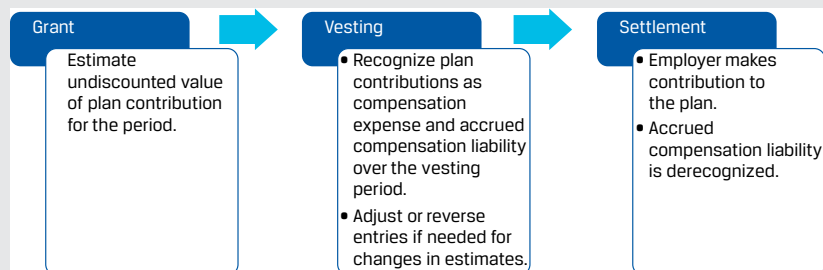 Grant
Estimate
undiscounted value
of plan contribution
for the period.
Vesting
• Recognize plan
contributions as
compensation
expense and accrued
compensation liability
over the vesting
period.
• Adjust or reverse
entries if needed for
changes in estimates.
Settlement
• Employer makes
contribution to
the plan.
• Accrued
compensation liability
is derecognized.